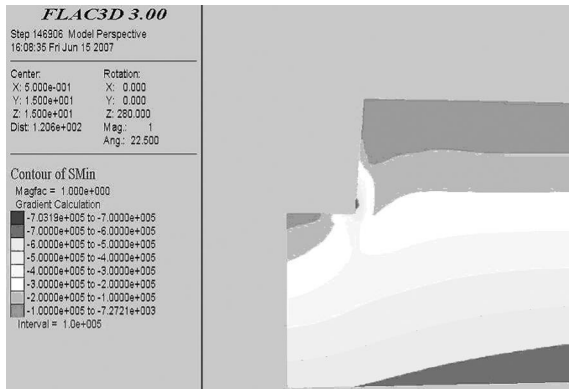 FLAC3D 3.00
Step 146906 Model Perspective
16:08:35 Fri Jun 15 2007
Center: Rotation:
X: 5.000e-001 X: 0.000
Y: 1.500e+001 Y: 0.000
Z: 1.500e+001 Z: 280.000
Dist: 1.206e+002 Mag.: 1
Ang.: 22.500
Contour of SMin
Magfac = 1.000e+000
Gradient Calculation
-7.0319e+005 to -7.0000e+005
-7.0000e+005 to -6.0000e+005
-6.0000e+005 to -5.0000e+005
-5.0000e+005 to -4.0000e+005
-4.0000e+005 to -3.0000e+005
-3.0000e+005 to -2.0000e+005
-2.0000e+005 to -1.0000e+005
-1.0000e+005 to -7.2721e+003
Interval = 1.0e+005